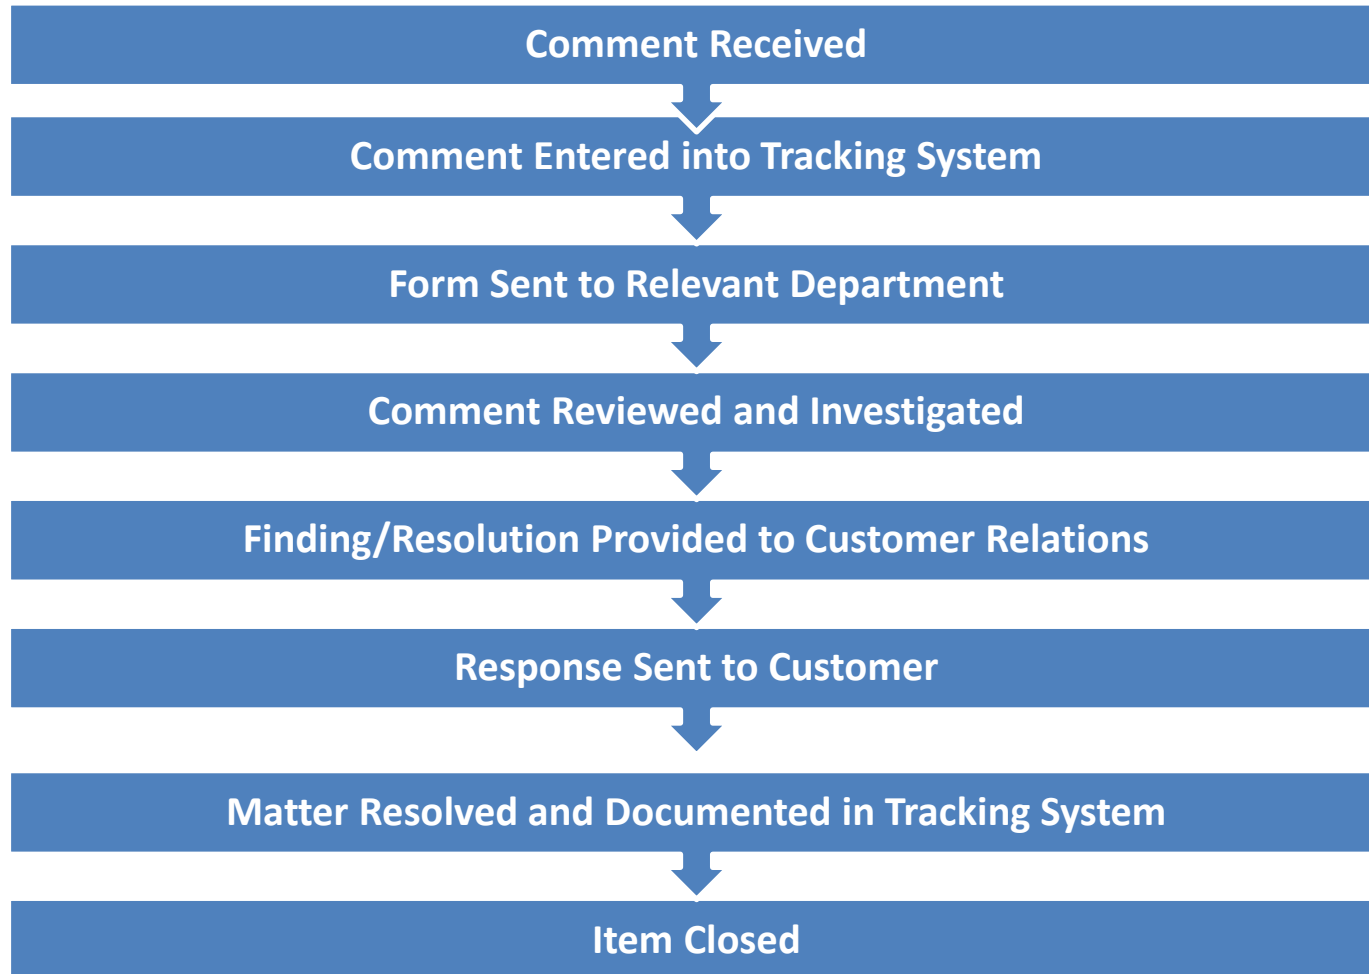 Comment Received
Comment Entered into Tracking System
Form Sent to Relevant Department
Comment Reviewed and Investigated
Finding/Resolution Provided to Customer Relations
Response Sent to Customer
Matter Resolved and Documented in Tracking System
Item Closed